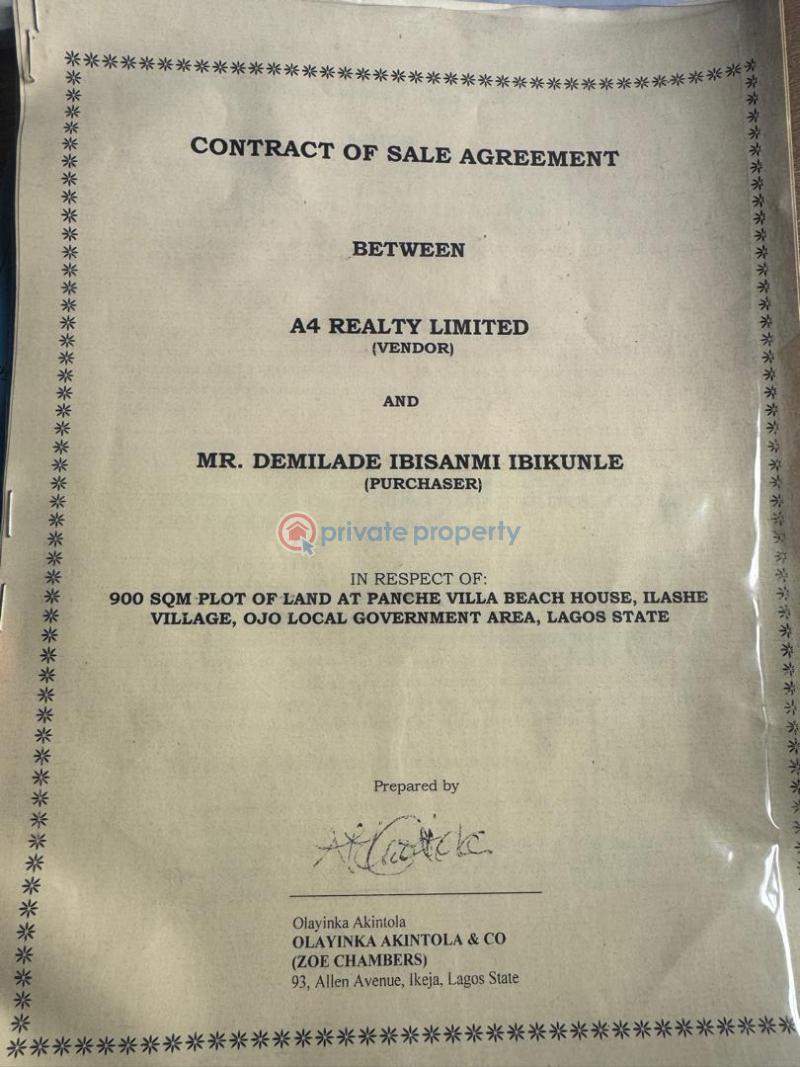 CONTRACT OF SALE AGREEMENT
BETWEEN
A4 REALTY LIMITED
(VENDOR)
AND
MR. DEMILADE IBISANMI IBIKUNLE
(PURCHASER)
private property
IN RESPECT OF:
900 SQM PLOT OF LAND AT PANCHE VILLA BEACH HOUSE, ILASHE
VILLAGE, OJO LOCAL GOVERNMENT AREA, LAGOS STATE
Prepared by
Olayinka Akintola
OLAYINKA AKINTOLA & CO
(ZOE CHAMBERS)
93, Allen Avenue, Ikeja, Lagos State